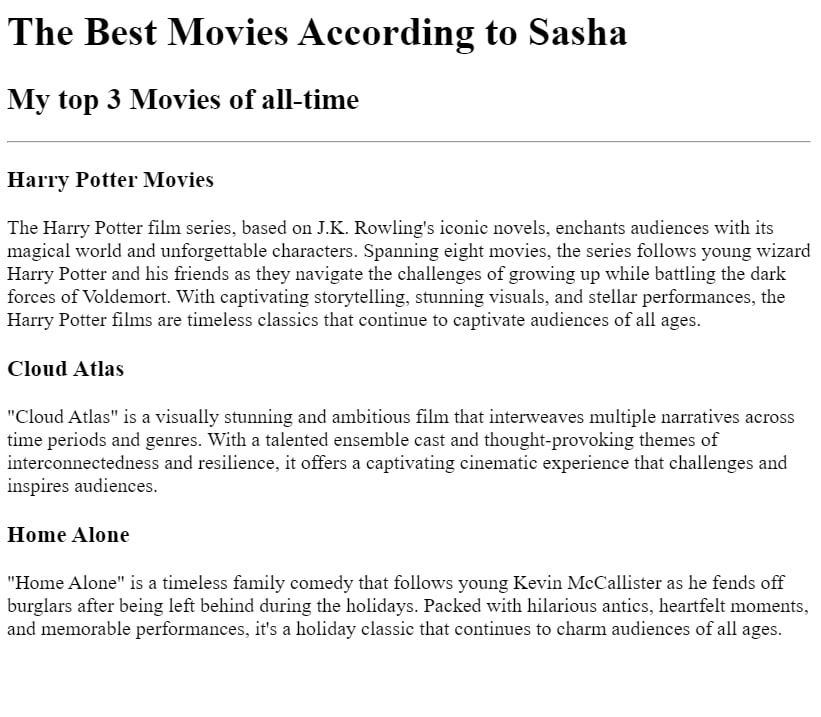 The Best Movies According to Sasha
My top 3 Movies of all-time
Harry Potter Movies
The Harry Potter film series, based on J.K. Rowling's iconic novels, enchants audiences with its
magical world and unforgettable characters. Spanning eight movies, the series follows young wizard
Harry Potter and his friends as they navigate the challenges of growing up while battling the dark
forces of Voldemort. With captivating storytelling, stunning visuals, and stellar performances, the
Harry Potter films are timeless classics that continue to captivate audiences of all ages.
Cloud Atlas
"Cloud Atlas" is a visually stunning and ambitious film that interweaves multiple narratives across
time periods and genres. With a talented ensemble cast and thought-provoking themes of
interconnectedness and resilience, it offers a captivating cinematic experience that challenges and
inspires audiences.
Home Alone
"Home Alone" is a timeless family comedy that follows young Kevin McCallister as he fends off
burglars after being left behind during the holidays. Packed with hilarious antics, heartfelt moments,
and memorable performances, it's a holiday classic that continues to charm audiences of all ages.